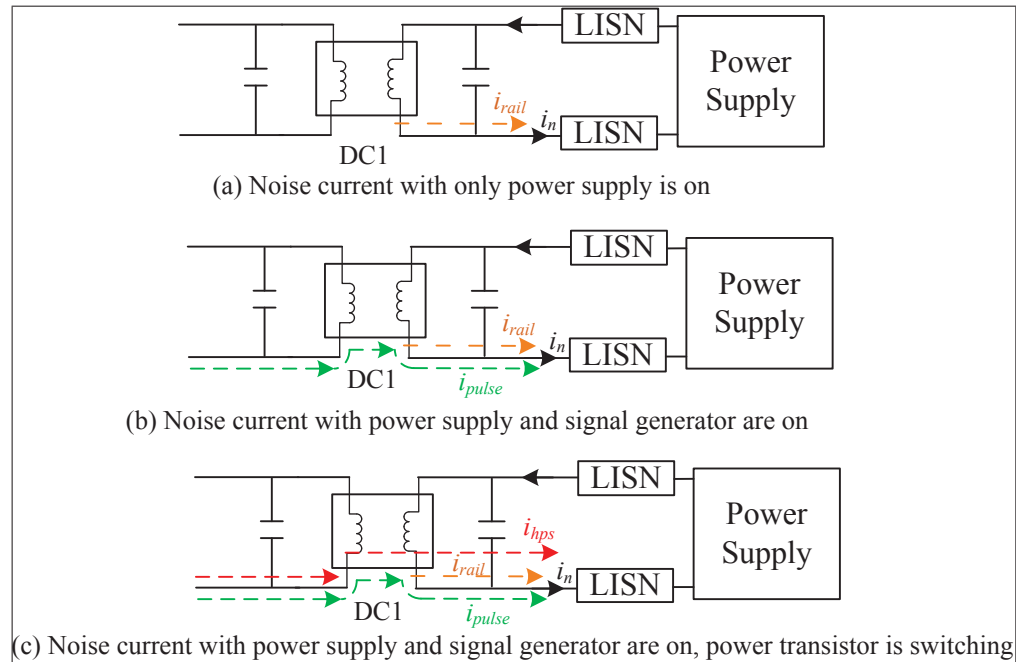 LISN
Power
Supply
i_rail
i_n
LISN
DC1
(a) Noise current with only power supply is on
LISN
Power
Supply
i_rail
i_n
LISN
DC1
i_pulse
(b) Noise current with power supply and signal generator are on
LISN
Power
Supply
i_hps
i_rail
i_n
LISN
DC1
i_pulse
(c) Noise current with power supply and signal generator are on, power transistor is switching